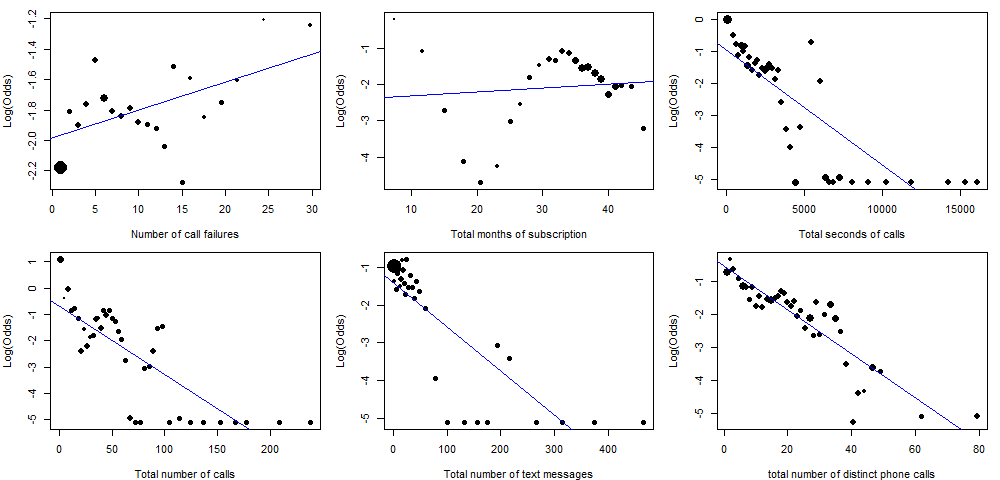 -2.2 -2.0 -1.8 -1.6 -1.4 -1.2
Log(Odds)
0 5 10 15 20 25 30
Number of call failures
-4 -3 -2 -1
Log(Odds)
10 20 30 40
Total months of subscription
-5 -4 -3 -2 -1 0
Log(Odds)
0 5000 10000 15000
Total seconds of calls
-5 -4 -3 -2 -1 0 1
Log(Odds)
0 50 100 150 200
Total number of calls
-5 -4 -3 -2 -1
Log(Odds)
0 100 200 300 400
Total number of text messages
-5 -4 -3 -2 -1
Log(Odds)
0 20 40 60 80
total number of distinct phone calls